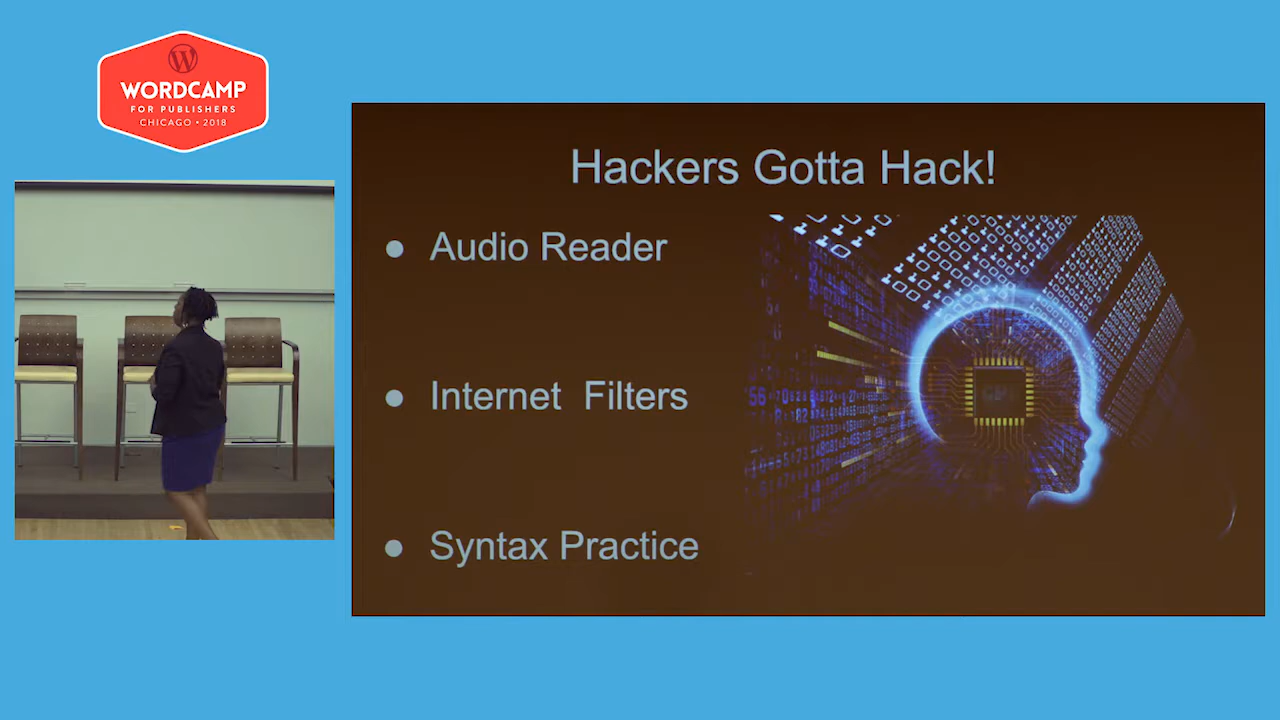 WORDCAMP
FOR PUBLISHERS
CHICAGO • 2018
Hackers Gotta Hack!
● Audio Reader
● Internet Filters
● Syntax Practice